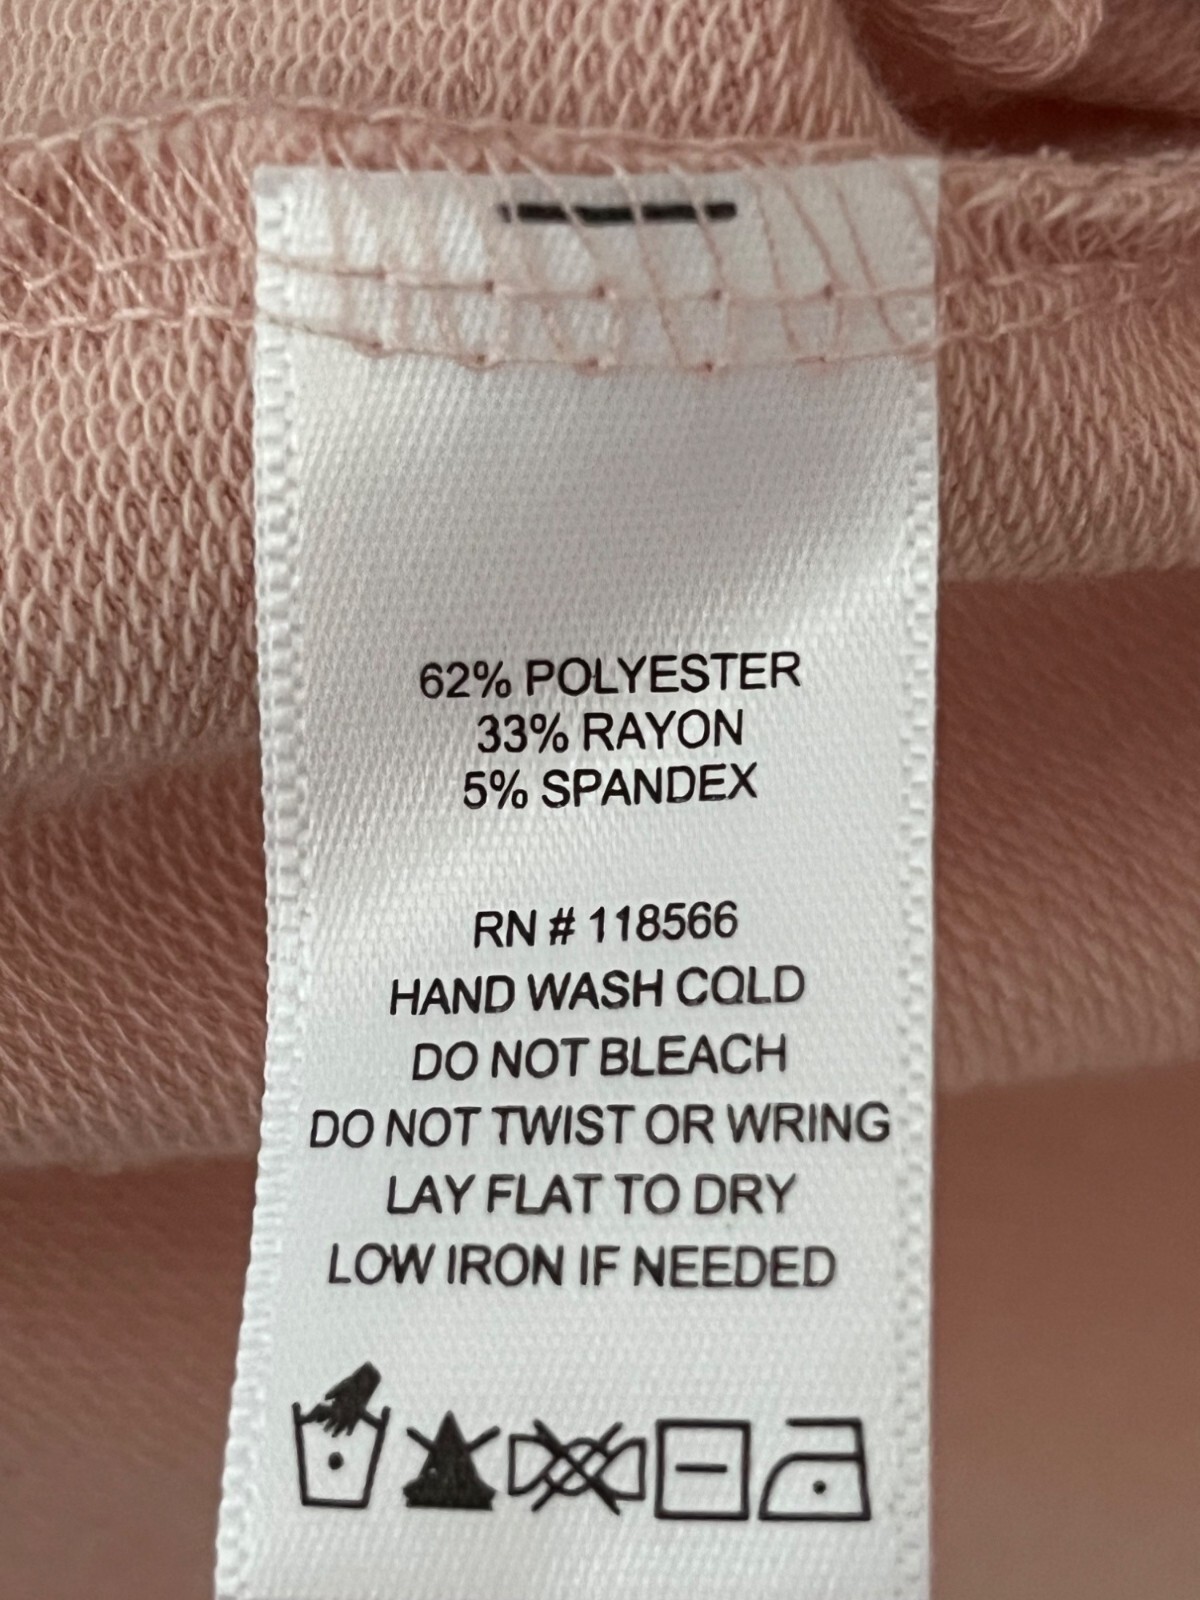 62% POLYESTER
33% RAYON
5% SPANDEX
RN # 118566
HAND WASH COLD
DO NOT BLEACH
DO NOT TWIST OR WRING
LAY FLAT TO DRY
LOW IRON IF NEEDED